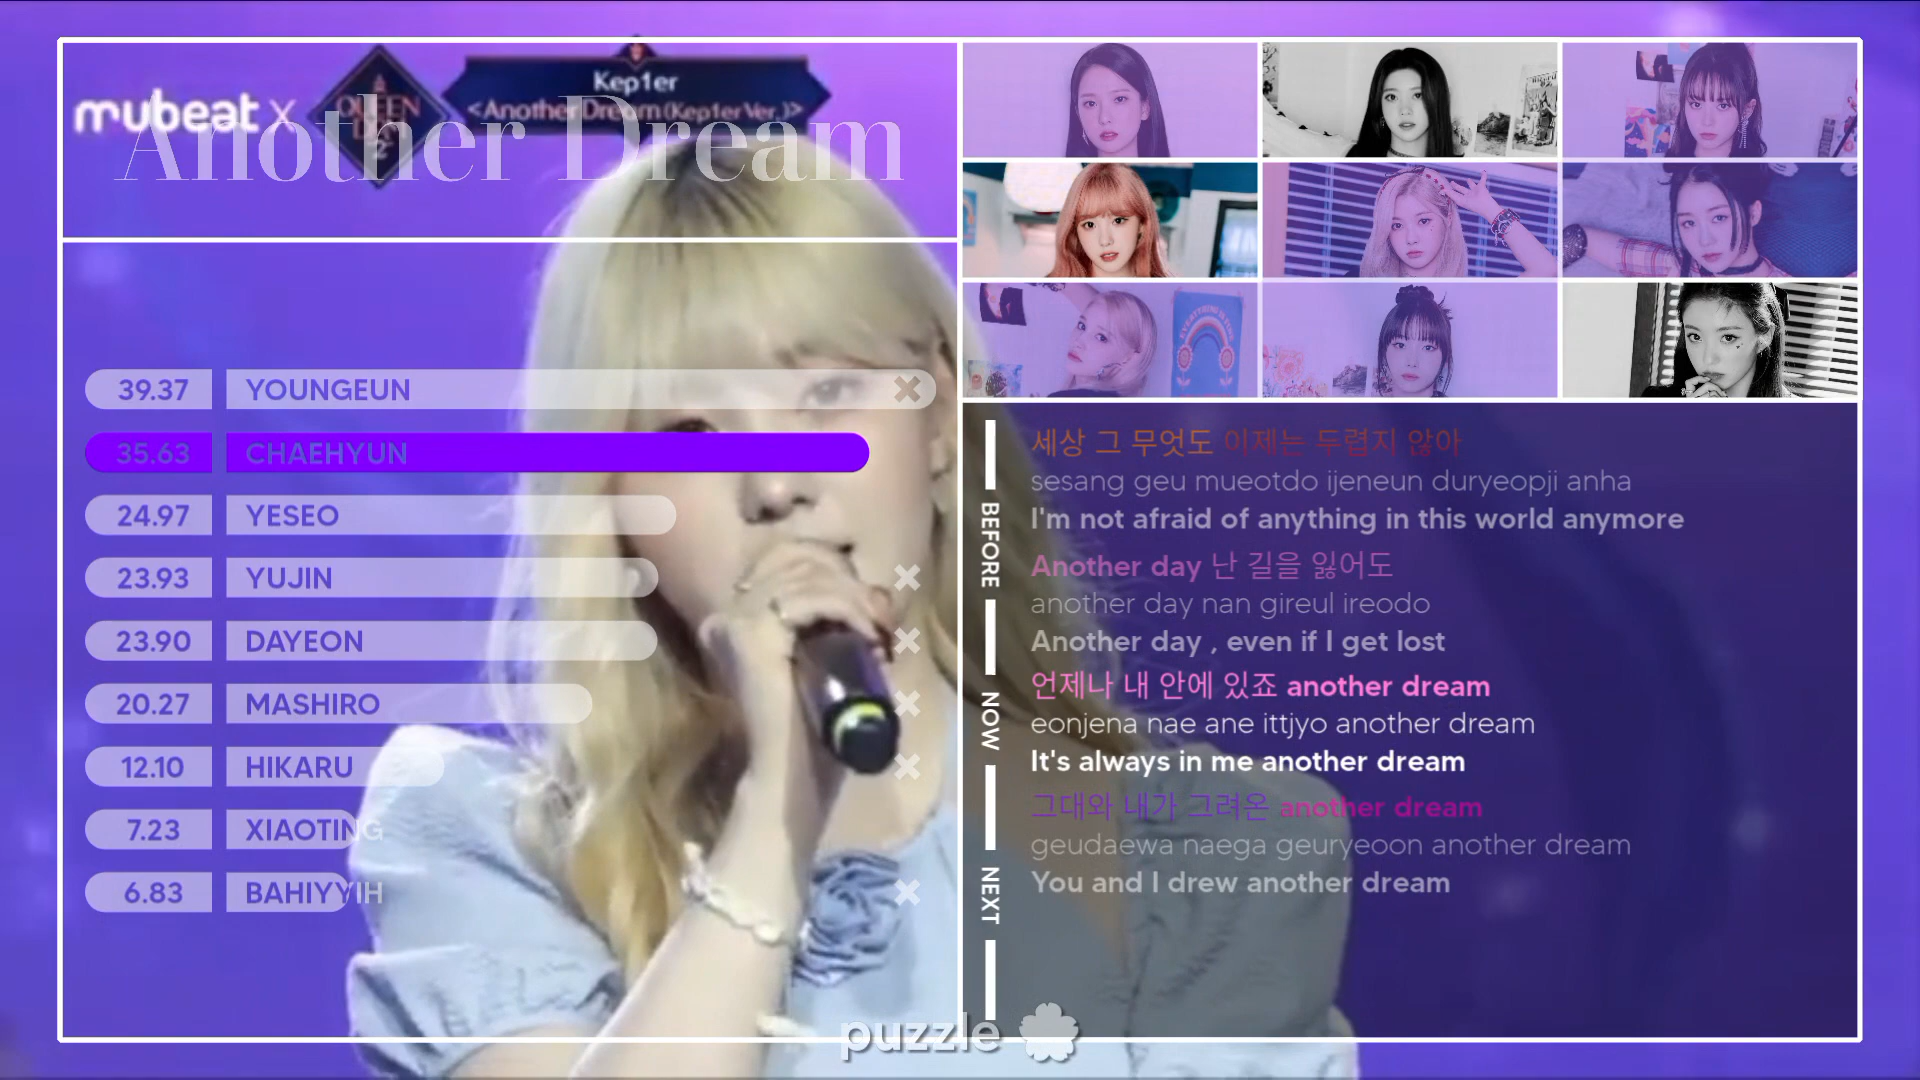 mubeat X
QUEEN
2
Kep1er
<Another Dream (Kep1er Ver.)>
Another Dream
39.37 YOUNGEUN
35.63 CHAEHYUN
24.97 YESEO
23.93 YUJIN
23.90 DAYEON
20.27 MASHIRO
12.10 HIKARU
7.23 XIAOTING
6.83 BAHIYYIH
BEFORE
세상 그 무엇도 이제는 두렵지 않아
sesang geu mueotdo ijeneun duryeopji anha
I'm not afraid of anything in this world anymore
Another day 난 길을 잃어도
another day nan gireul ireodo
Another day , even if I get lost
NOW
언제나 내 안에 있죠 another dream
eonjena nae ane ittjyo another dream
It's always in me another dream
NEXT
그대와 내가 그려온 another dream
geudaewa naega geuryeoon another dream
You and I drew another dream
puzzle